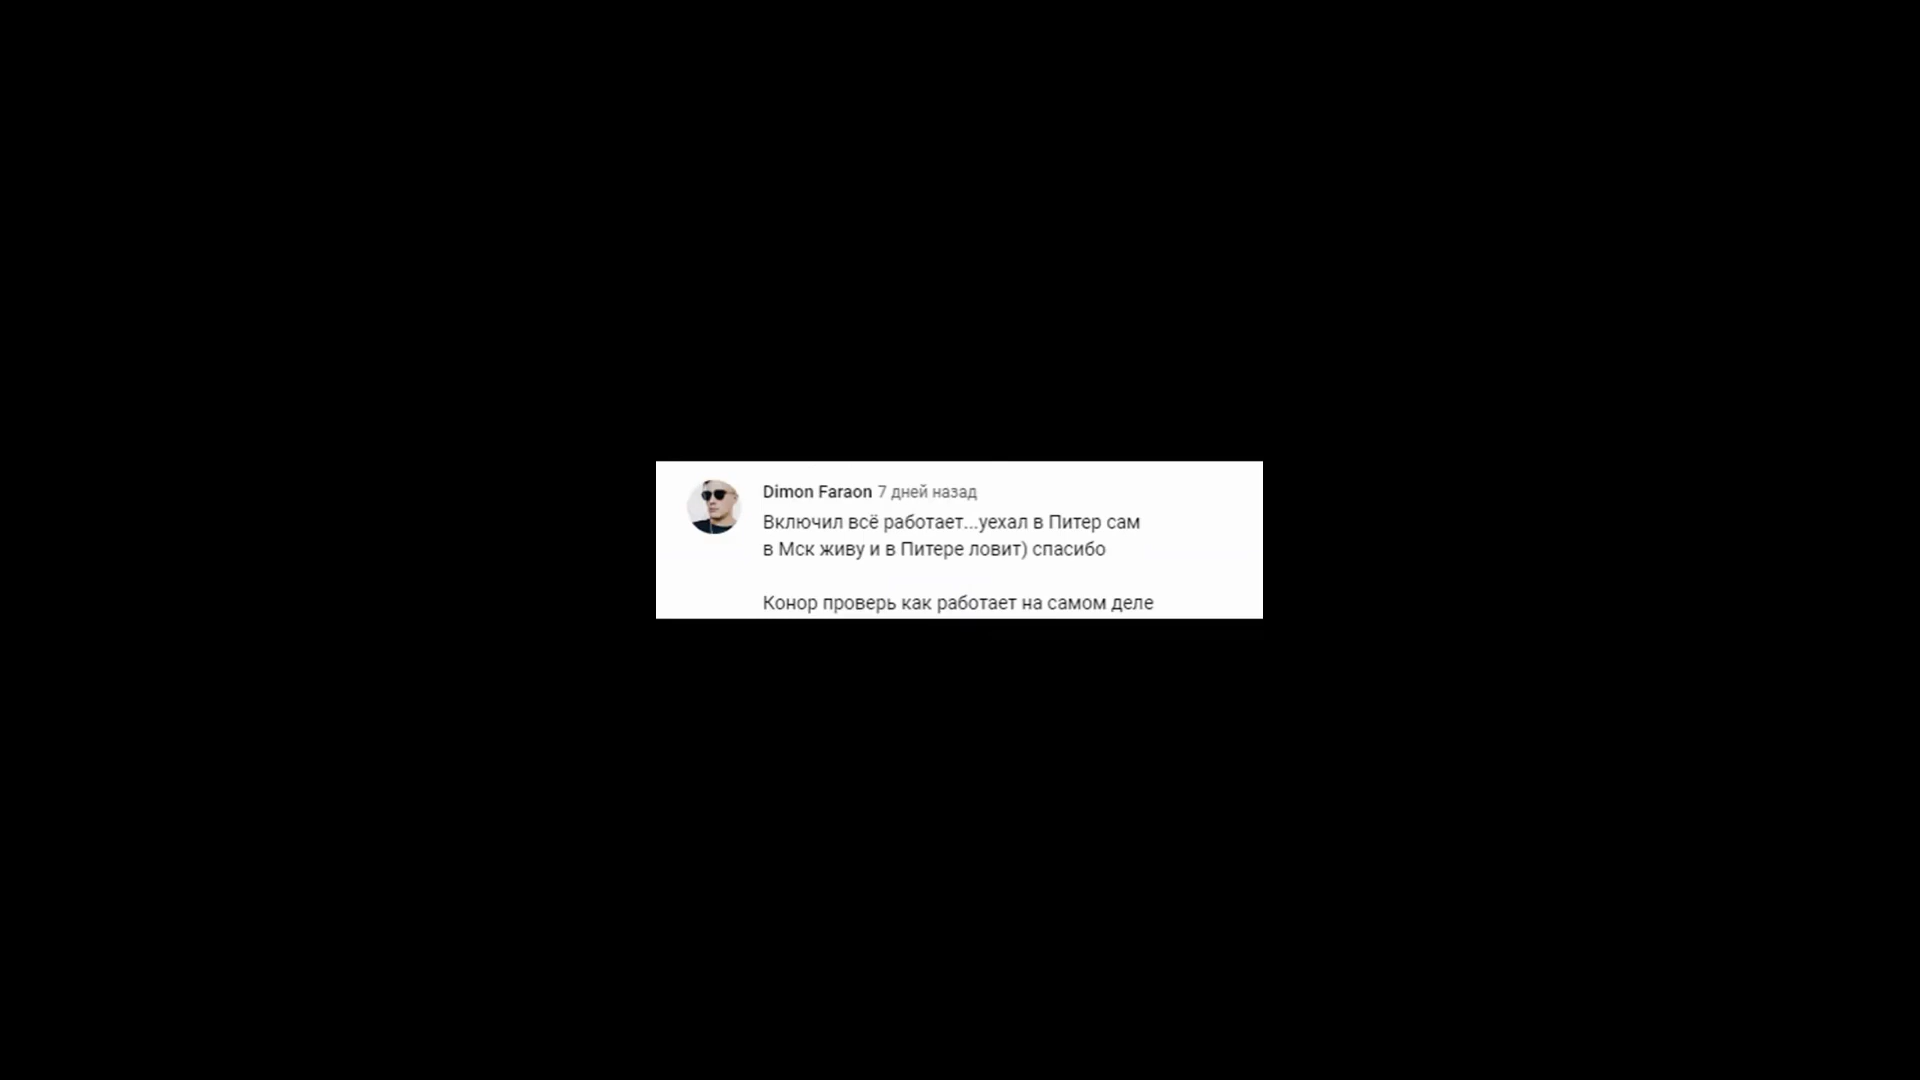 Dimon Faraon 7 дней назад
Включил всё работает...уехал в Питер сам
в Мск живу и в Питере ловит) спасибо
Конор проверь как работает на самом деле